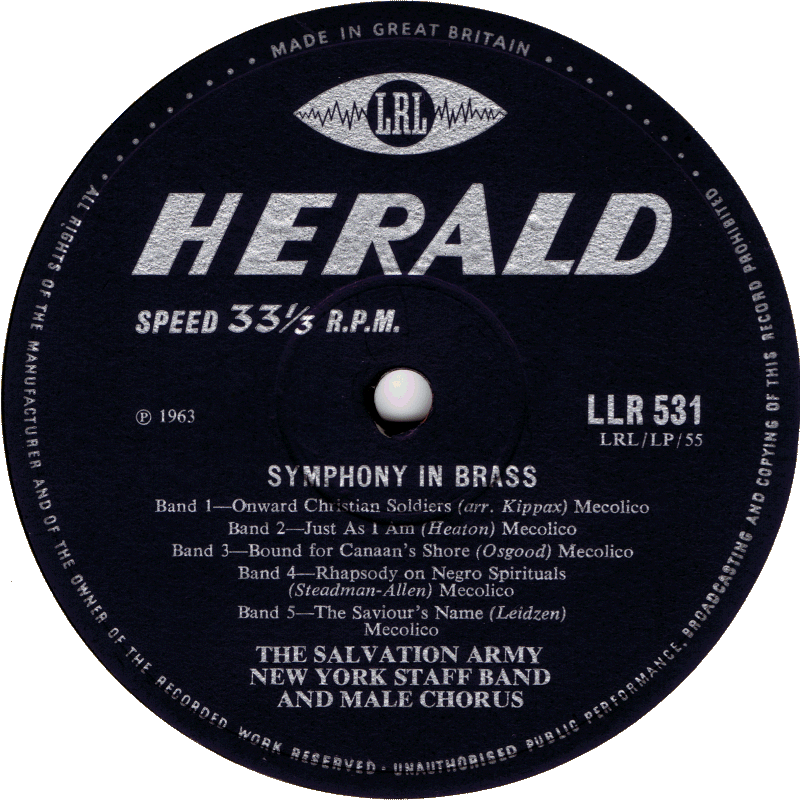 MADE IN GREAT BRITAIN
LRL
HERALD
SPEED 33⅓ R.P.M.
℗ 1963
LLR 531
LRL/LP/55
SYMPHONY IN BRASS
Band 1—Onward Christian Soldiers (arr. Kippax) Mecolico
Band 2—Just As I Am (Heaton) Mecolico
Band 3—Bound for Canaan's Shore (Osgood) Mecolico
Band 4—Rhapsody on Negro Spirituals
(Steadman-Allen) Mecolico
Band 5—The Saviour's Name (Leidzen)
Mecolico
THE SALVATION ARMY
NEW YORK STAFF BAND
AND MALE CHORUS
ALL RIGHTS OF THE MANUFACTURER AND OF THE OWNER OF THE RECORDED WORK RESERVED · UNAUTHORISED PUBLIC PERFORMANCE, BROADCASTING AND COPYING OF THIS RECORD PROHIBITED